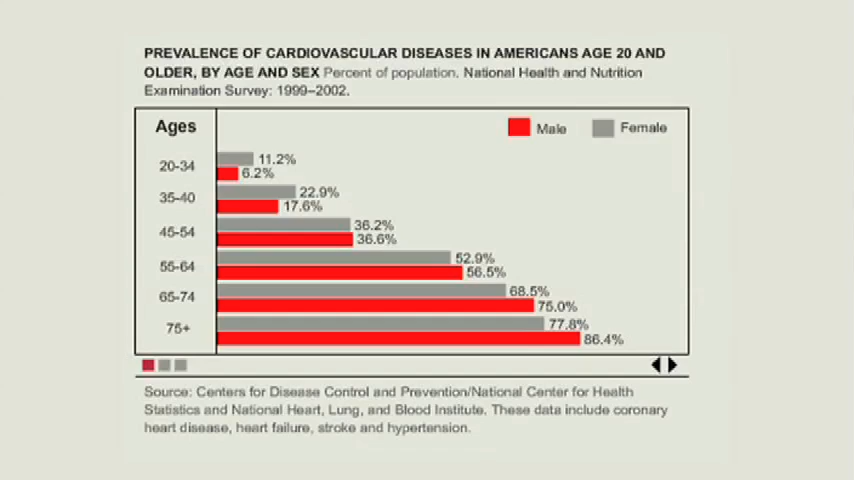 PREVALENCE OF CARDIOVASCULAR DISEASES IN AMERICANS AGE 20 AND
OLDER, BY AGE AND SEX Percent of population. National Health and Nutrition
Examination Survey: 1999–2002.
Ages
Male
Female
20-34
11.2%
6.2%
35-40
22.9%
17.6%
45-54
36.2%
36.6%
55-64
52.9%
56.5%
65-74
68.5%
75.0%
75+
77.8%
86.4%
Source: Centers for Disease Control and Prevention/National Center for Health
Statistics and National Heart, Lung, and Blood Institute. These data include coronary
heart disease, heart failure, stroke and hypertension.